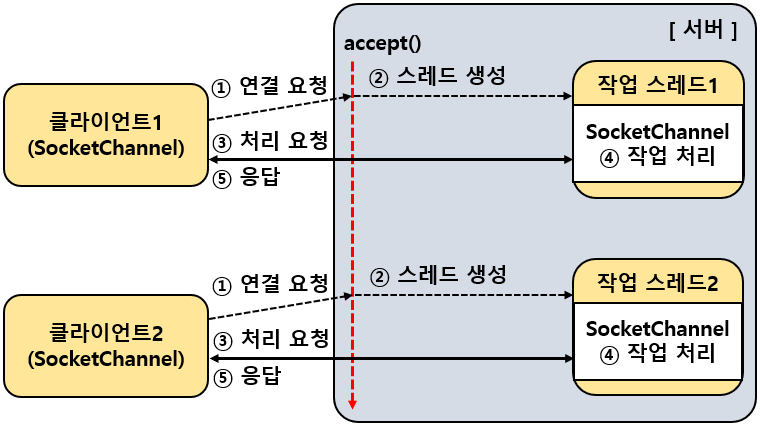 [ 서버 ]
accept()
① 연결 요청
② 스레드 생성
작업 스레드1
클라이언트1
(SocketChannel)
③ 처리 요청
SocketChannel
④ 작업 처리
⑤ 응답
① 연결 요청
② 스레드 생성
작업 스레드2
클라이언트2
(SocketChannel)
③ 처리 요청
SocketChannel
④ 작업 처리
⑤ 응답